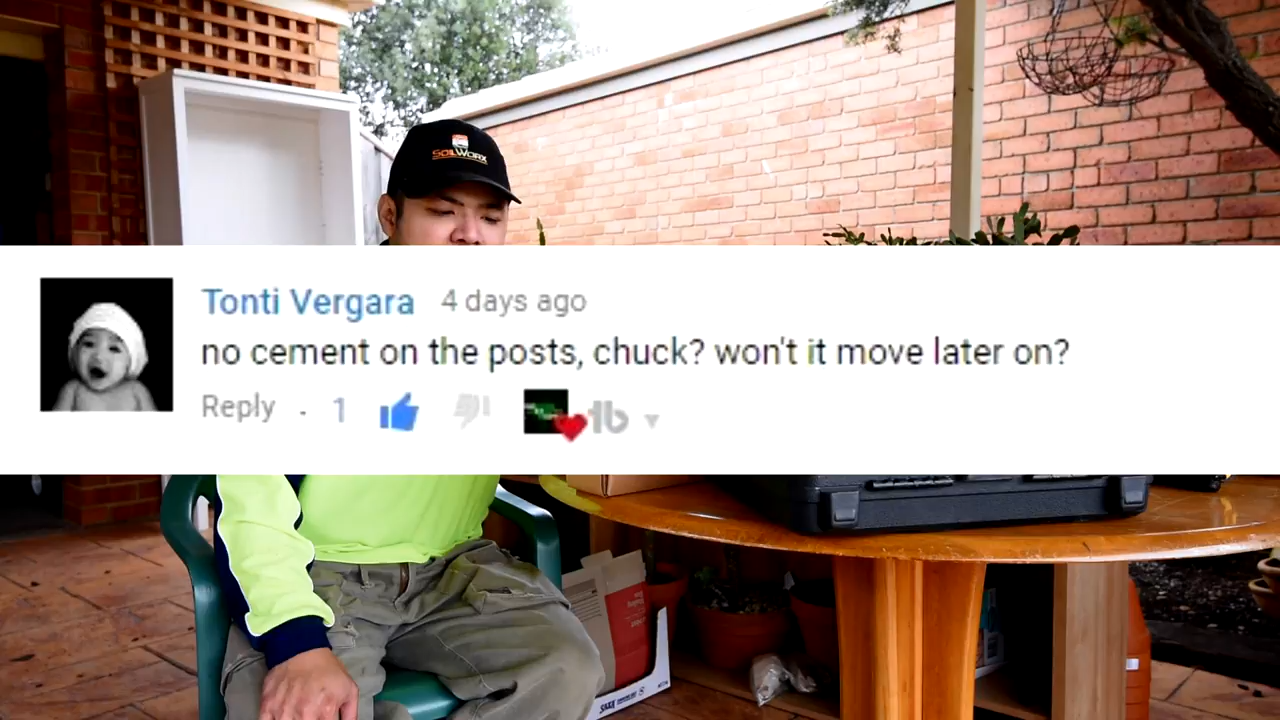 SOILWORX
Tonti Vergara 4 days ago
no cement on the posts, chuck? won't it move later on?
Reply · 1